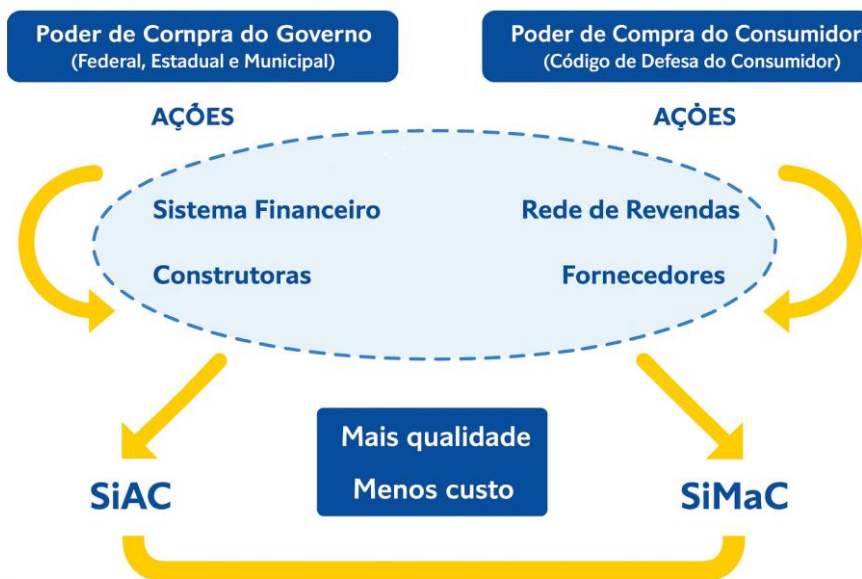 Poder de Cornpra do Governo
(Federal, Estadual e Municipal)
Poder de Compra do Consumidor
(Código de Defesa do Consumidor)
AÇÕES
AÇÒES
Sistema Financeiro
Rede de Revendas
Construtoras
Fornecedores
Mais qualidade
Menos custo
SiAC
SiMaC